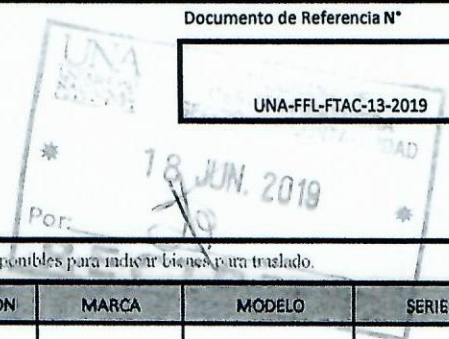 Documento de Referencia N°
UNA
UNA-FFL-FTAC-13-2019
18 JUN. 2019
Por:
ponibles para indicar bienes para traslado.
ON MARCA MODELO SERIE